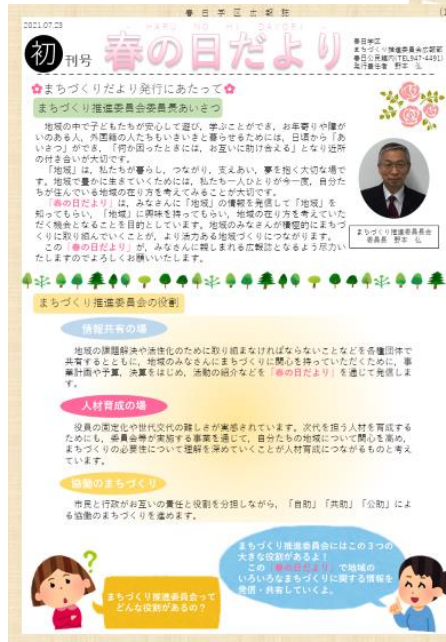 春日学区広報誌
2021.07.23
HARU NO HI DAYORI
初刊号
春の日だより
春日学区
まちづくり推進委員会広報部
春日公民館内(TEL947-4491)
発行責任者 野本 弘
まちづくりだより発行にあたって
まちづくり推進委員会委員長あいさつ
地域の中で子どもたちが安心して遊び、学ぶことができ、お年寄りや障がい
のある人、外国籍の人たちもいきいきと暮らせるためには、日頃から「あ
いさつ」ができ、「何か困ったときには、お互いに助け合える」となり近所
の付き合いが大切です。
「地域」は、私たちが暮らし、つながり、支えあい、夢を抱く大切な場で
す。地域で豊かに生きていくためには、私たち一人ひとりが今一度、自分た
ちが住んでいる地域の在り方を考えてみることが大切です。
「春の日だより」は、みなさんに「地域」の情報を発信して「地域」を
知ってもらい、「地域」に興味を持ってもらい、地域の在り方を考えていた
だく機会となることを目的としています。地域のみなさんが積極的にまちづ
くりに取り組んでいくことが、より活力ある地域づくりにつながります。
この「春の日だより」が、みなさんに親しまれる広報誌となるよう尽力い
たしますのでよろしくお願いいたします。
まちづくり推進委員会
委員長 野本 弘
まちづくり推進委員会の役割
情報共有の場
地域の課題解決や活性化のために取り組まなければならないことなどを各種団体で
共有するとともに、地域のみなさんにまちづくりに関心を持っていただくために、事
業計画や予算、決算をはじめ、活動の紹介などを「春の日だより」を通じて発信しま
す。
人材育成の場
役員の固定化や世代交代の難しさが実感されています。次代を担う人材を育成する
ためにも、委員会等が実施する事業を通じて、自分たちの地域について関心を高め、
まちづくりの必要性について理解を深めていくことが人材育成につながるものと考え
ています。
協働のまちづくり
市民と行政がお互いの責任と役割を分担しながら、「自助」「共助」「公助」によ
る協働のまちづくりを進めます。
まちづくり推進委員会って
どんな役割があるの?
まちづくり推進委員会にはこの3つの
大きな役割があるよ!
この「春の日だより」で地域の
いろいろなまちづくりに関する情報を
発信・共有していくよ。